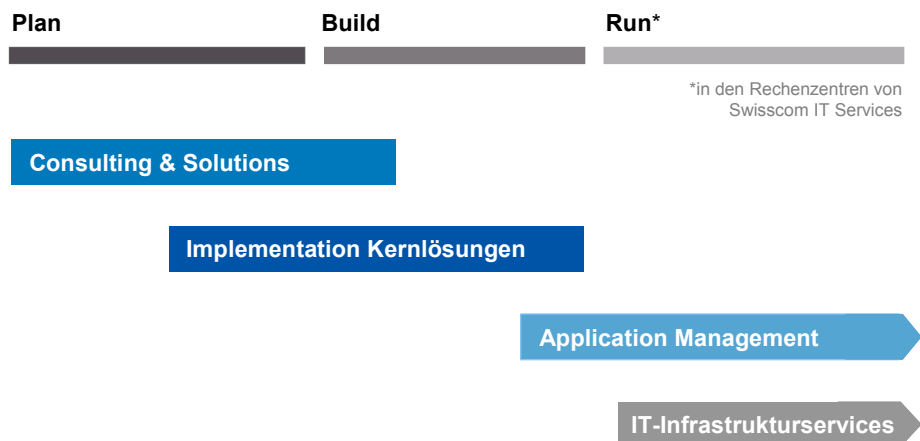 Plan Build Run*
*in den Rechenzentren von
Swisscom IT Services
Consulting & Solutions
Implementation Kernlösungen
Application Management
IT-Infrastrukturservices